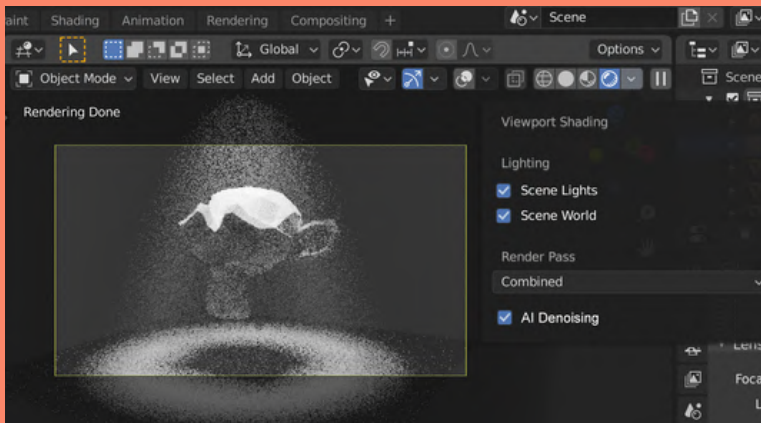 aint Shading Animation Rendering Compositing + Scene
Global Options
Object Mode View Select Add Object
Scene
Rendering Done
Viewport Shading
Lighting
Scene Lights
Scene World
Render Pass
Combined
AI Denoising
Lens
Foca
L